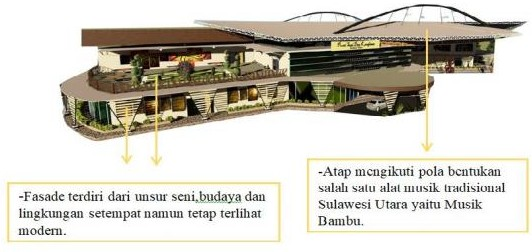 -Fasade terdiri dari unsur seni,budaya dan
lingkungan setempat namun tetap terlihat
modern.
-Atap mengikuti pola bentukan
salah satu alat musik tradisional
Sulawesi Utara yaitu Musik
Bambu.